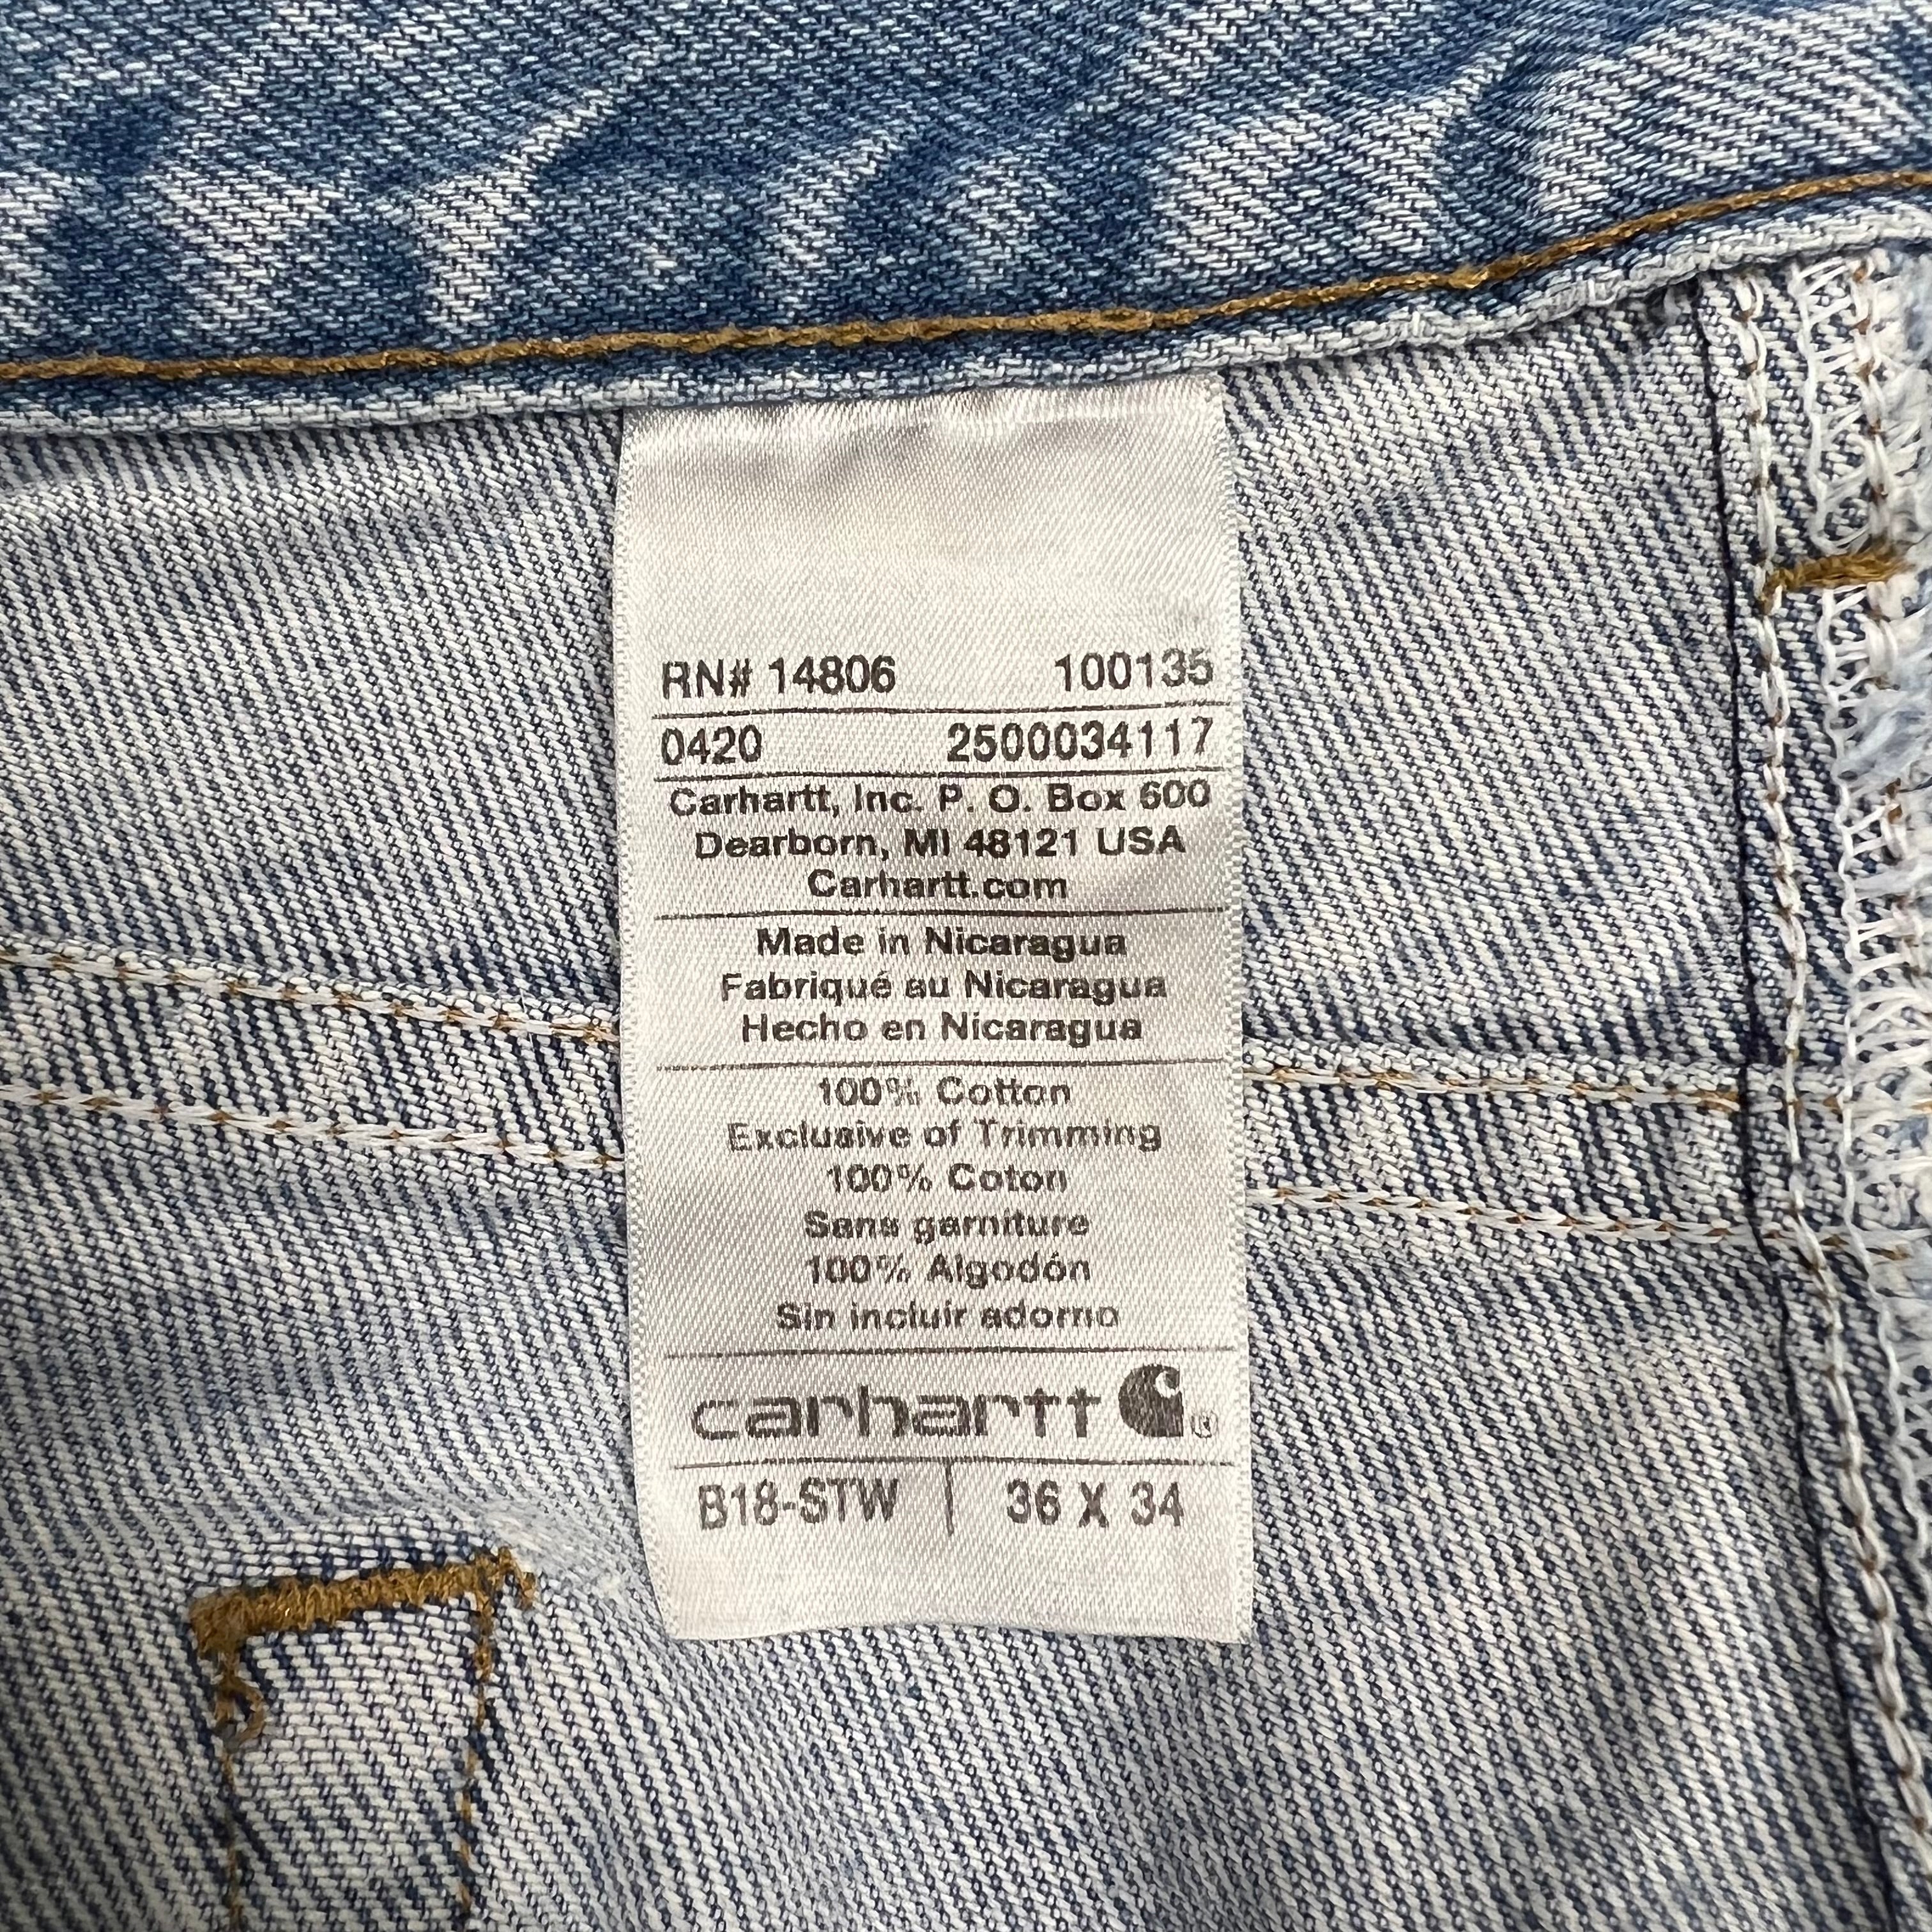 RN# 14806 100135
0420 2500034117
Carhartt, Inc. P. O. Box 600
Dearborn, MI 48121 USA
Carhartt.com
Made in Nicaragua
Fabriqué au Nicaragua
Hecho en Nicaragua
100% Cotton
Exclusive of Trimming
100% Coton
Sans garniture
100% Algodón
Sin incluir adorno
carhartt ®
B18-STW 36 X 34